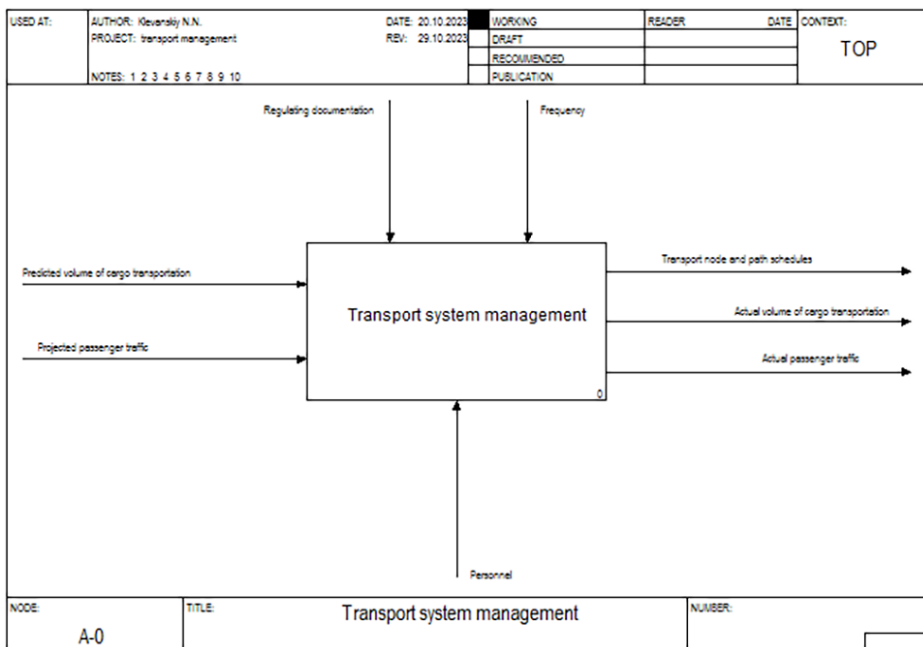 USED AT:
AUTHOR: Klevanskiy N.N.
DATE: 20.10.2023
WORKING
READER
DATE
CONTEXT:
PROJECT: transport management
REV: 29.10.2023
DRAFT
TOP
RECOMMENDED
NOTES: 1 2 3 4 5 6 7 8 9 10
PUBLICATION
Regulating documentation
Frequency
Predicted volume of cargo transportation
Projected passenger traffic
Transport system management
0
Transport node and path schedules
Actual volume of cargo transportation
Actual passenger traffic
Personnel
NODE:
A-0
TITLE:
Transport system management
NUMBER: